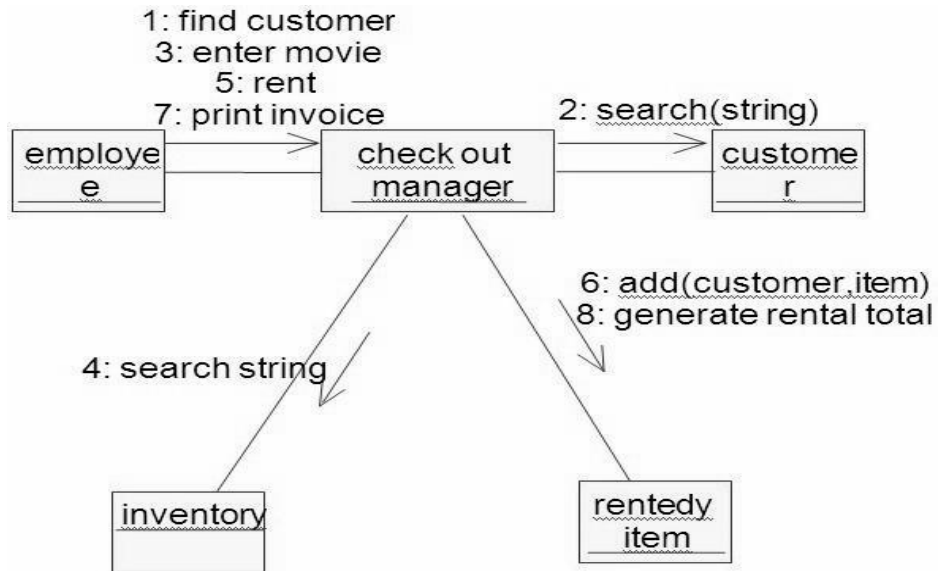 1: find customer
3: enter movie
5: rent
7: print invoice
2: search(string)
employe
e
check out
manager
custome
r
6: add(customer,item)
8: generate rental total
4: search string
inventory
rentedy
item